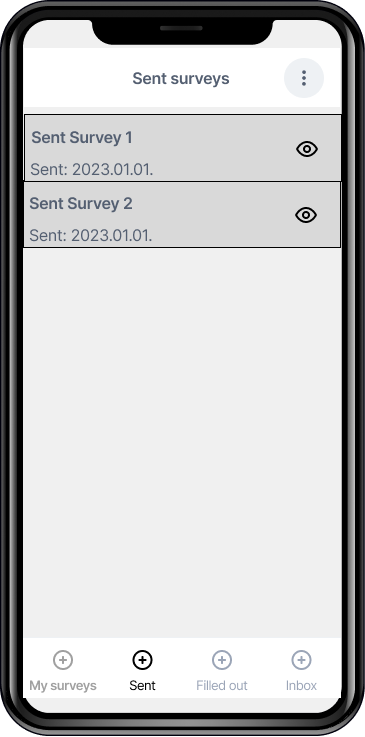 Sent surveys
Sent Survey 1
Sent: 2023.01.01.
Sent Survey 2
Sent: 2023.01.01.
My surveys
Sent
Filled out
Inbox